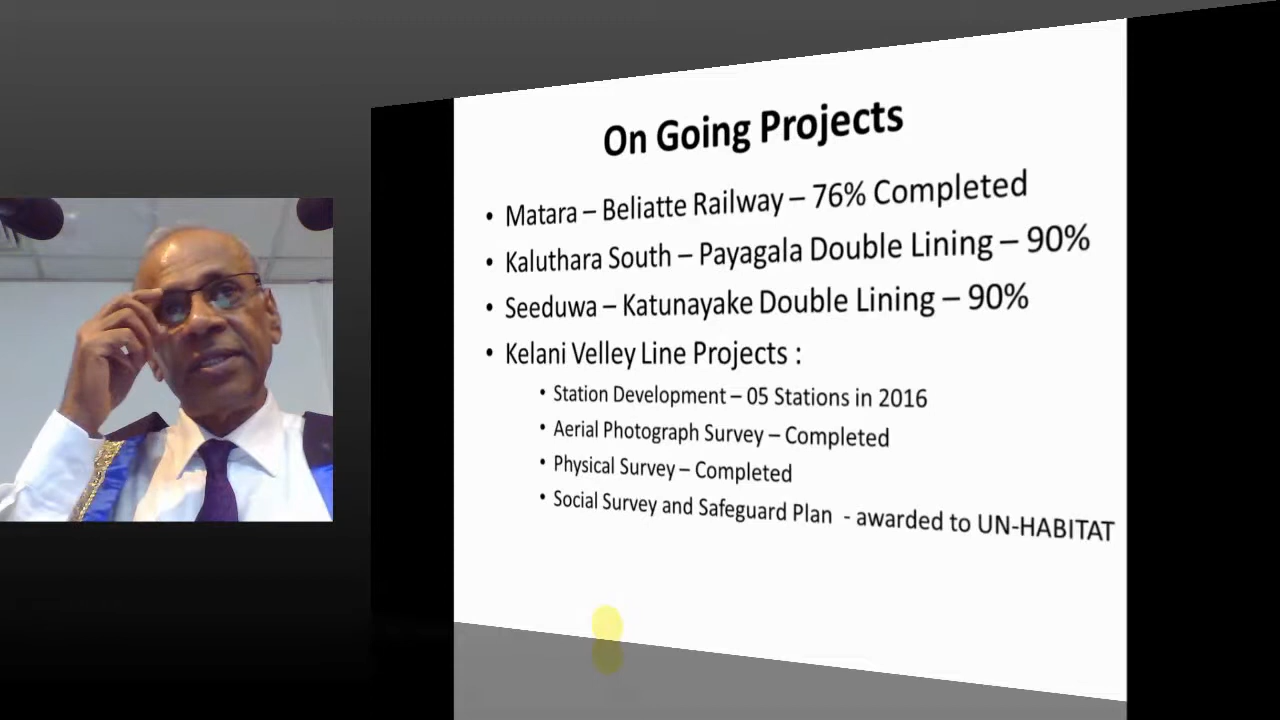 On Going Projects
• Matara – Beliatte Railway – 76% Completed
• Kaluthara South – Payagala Double Lining – 90%
• Seeduwa – Katunayake Double Lining – 90%
• Kelani Velley Line Projects :
• Station Development – 05 Stations in 2016
• Aerial Photograph Survey – Completed
• Physical Survey – Completed
• Social Survey and Safeguard Plan - awarded to UN-HABITAT